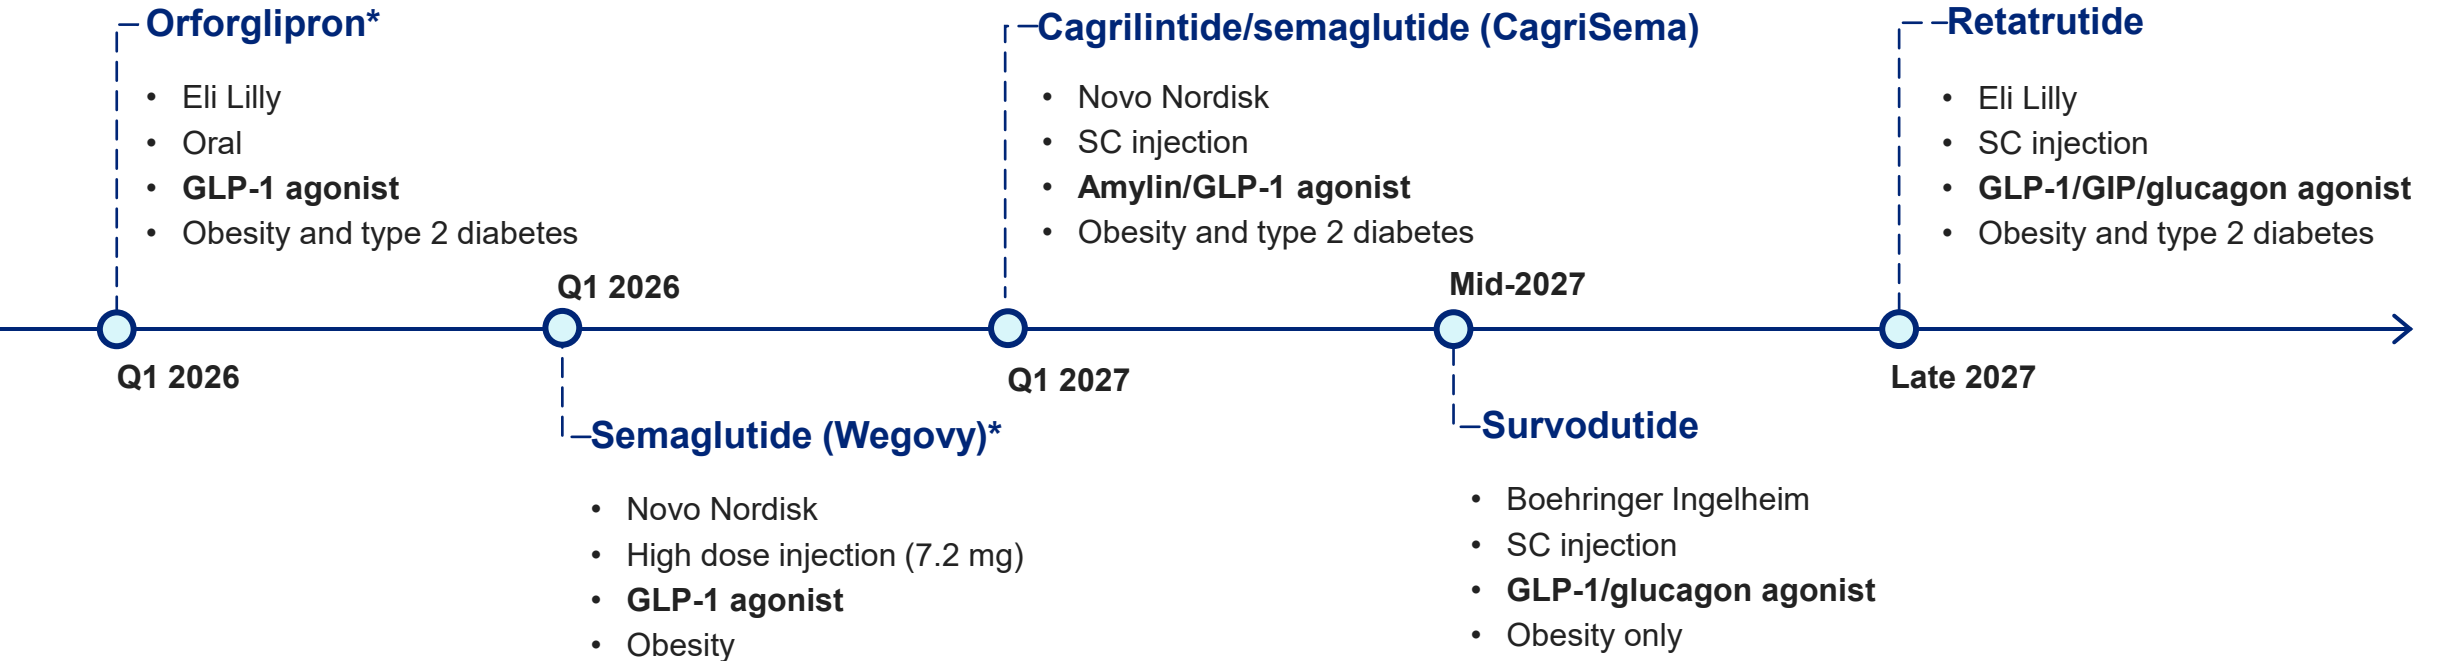 Orforglipron*
• Eli Lilly
• Oral
• GLP-1 agonist
• Obesity and type 2 diabetes
Q1 2026
Q1 2026
Semaglutide (Wegovy)*
• Novo Nordisk
• High dose injection (7.2 mg)
• GLP-1 agonist
• Obesity
Cagrilintide/semaglutide (CagriSema)
• Novo Nordisk
• SC injection
• Amylin/GLP-1 agonist
• Obesity and type 2 diabetes
Q1 2027
Mid-2027
Survodutide
• Boehringer Ingelheim
• SC injection
• GLP-1/glucagon agonist
• Obesity only
Retatrutide
• Eli Lilly
• SC injection
• GLP-1/GIP/glucagon agonist
• Obesity and type 2 diabetes
Late 2027